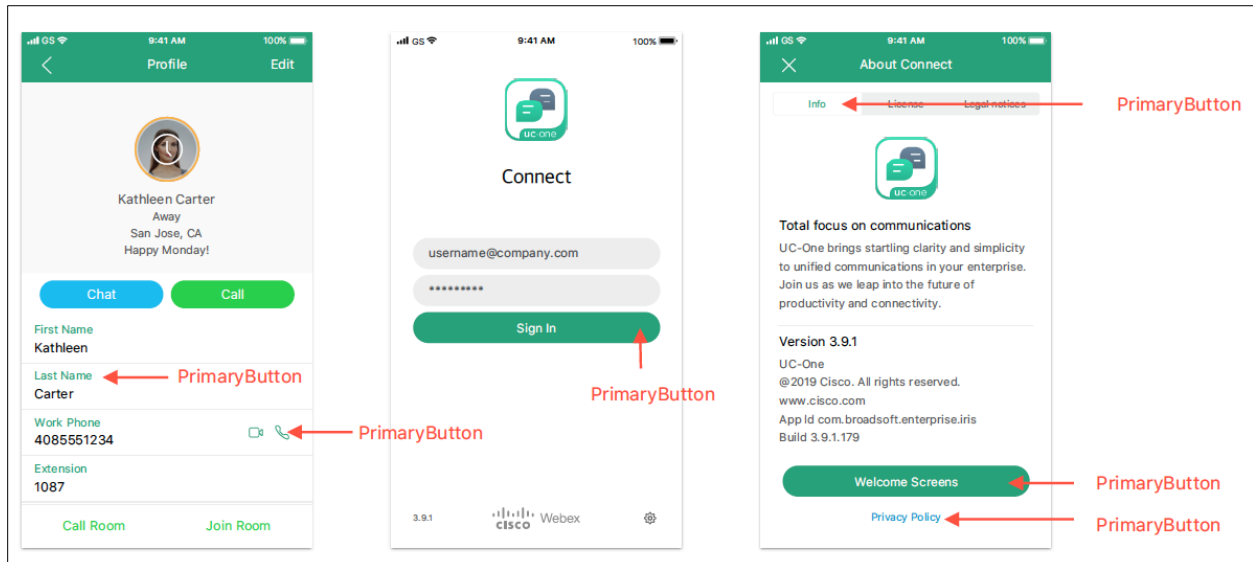 GS 9:41 AM 100%
Profile Edit
Kathleen Carter
Away
San Jose, CA
Happy Monday!
Chat Call
First Name
Kathleen
Last Name PrimaryButton
Carter
Work Phone
4085551234 PrimaryButton
Extension
1087
Call Room Join Room
GS 9:41 AM 100%
uc-one
Connect
username@company.com
*********
Sign In
PrimaryButton
3.9.1 cisco Webex
GS 9:41 AM 100%
About Connect
Info License Legal notices PrimaryButton
uc-one
Total focus on communications
UC-One brings startling clarity and simplicity
to unified communications in your enterprise.
Join us as we leap into the future of
productivity and connectivity.
Version 3.9.1
UC-One
@2019 Cisco. All rights reserved.
www.cisco.com
App Id com.broadsoft.enterprise.iris
Build 3.9.1.179
Welcome Screens PrimaryButton
Privacy Policy PrimaryButton